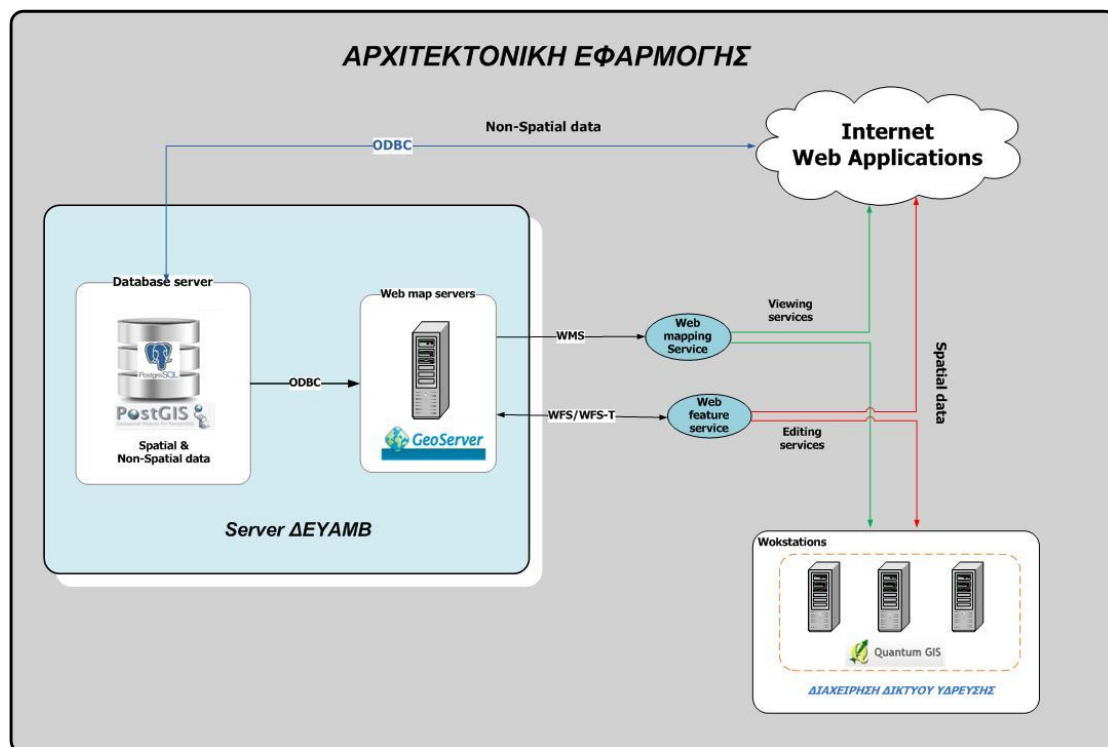 ΑΡΧΙΤΕΚΤΟΝΙΚΗ ΕΦΑΡΜΟΓΗΣ
Non-Spatial data
ODBC
Internet
Web Applications
Database server
PostgreSQL
PostGIS
Spatial &
Non-Spatial data
ODBC
Web map servers
GeoServer
Server ΔΕΥΑΜΒ
WMS
WFS/WFS-T
Web
mapping
Service
Web
feature
service
Viewing
services
Editing
services
Spatial data
Wokstations
Quantum GIS
ΔΙΑΧΕΙΡΗΣΗ ΔΙΚΤΥΟΥ ΥΔΡΕΥΣΗΣ